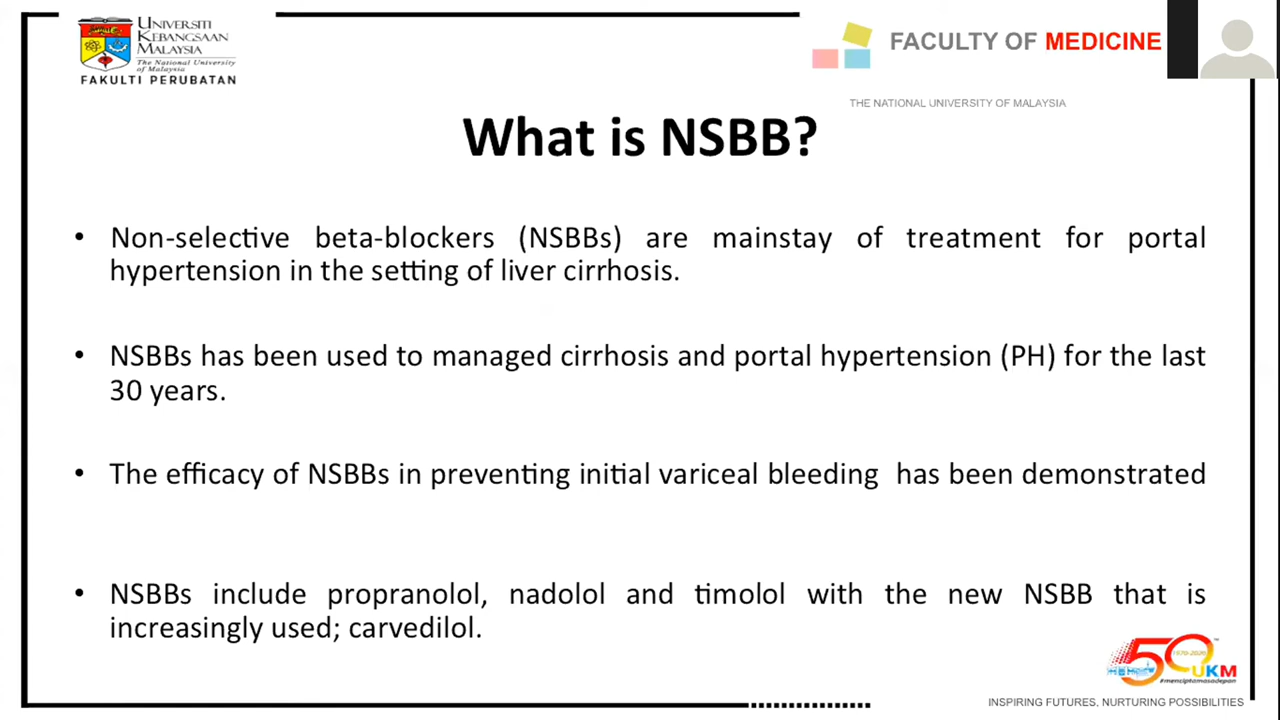 UNIVERSITI
KEBANGSAAN
MALAYSIA
The National University
of Malaysia
FAKULTI PERUBATAN
FACULTY OF MEDICINE
THE NATIONAL UNIVERSITY OF MALAYSIA
What is NSBB?
• Non-selective beta-blockers (NSBBs) are mainstay of treatment for portal
hypertension in the setting of liver cirrhosis.
• NSBBs has been used to managed cirrhosis and portal hypertension (PH) for the last
30 years.
• The efficacy of NSBBs in preventing initial variceal bleeding has been demonstrated
• NSBBs include propranolol, nadolol and timolol with the new NSBB that is
increasingly used; carvedilol.
50
1970-2020
UKM
#menciptamasadepan
INSPIRING FUTURES, NURTURING POSSIBILITIES